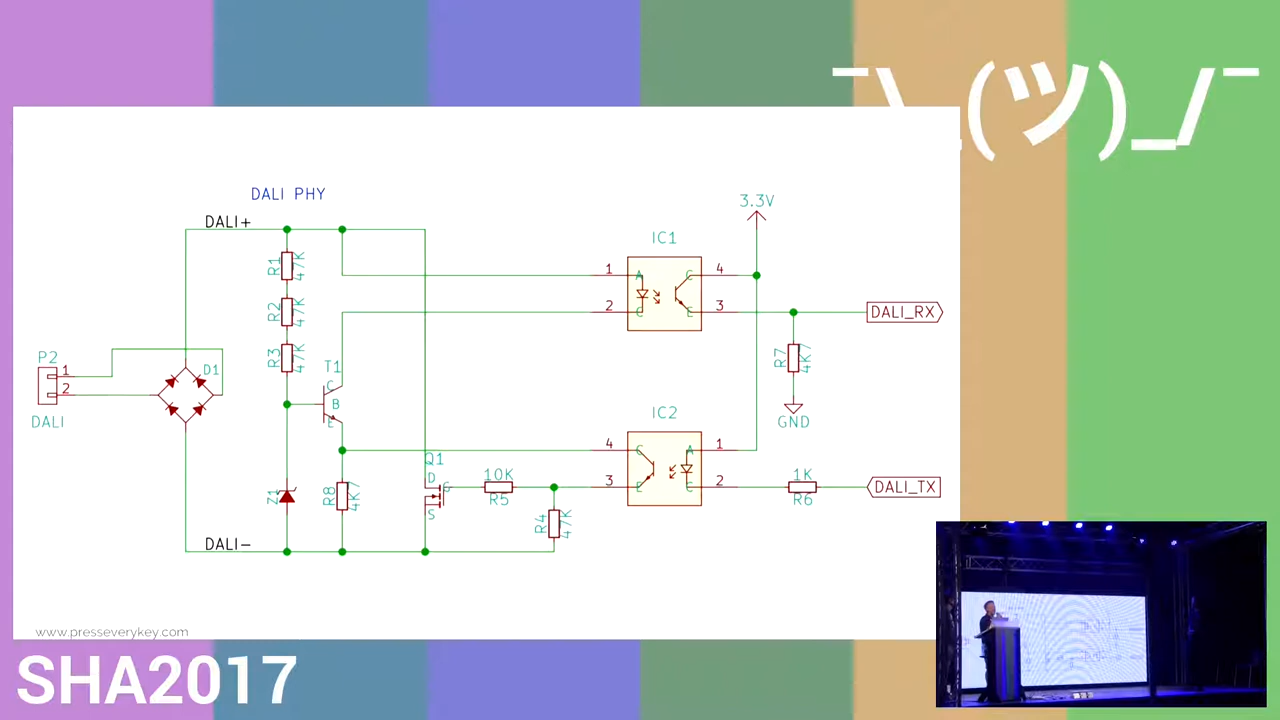 ¯\_(ツ)_/¯
DALI PHY
3.3V
DALI+
IC1
R1 47K
1 A C 4
R2 47K
2 C E 3
DALI_RX
P2
R3 47K
T1
R7 4K7
1
D1
C
2
B
DALI
E
GND
IC2
4 C A 1
Q1
D
10K
1K
3 E C 2
G
DALI_TX
Z1
R8 4K7
R5
R6
S
R4 47K
DALI-
www.presseverykey.com
SHA2017